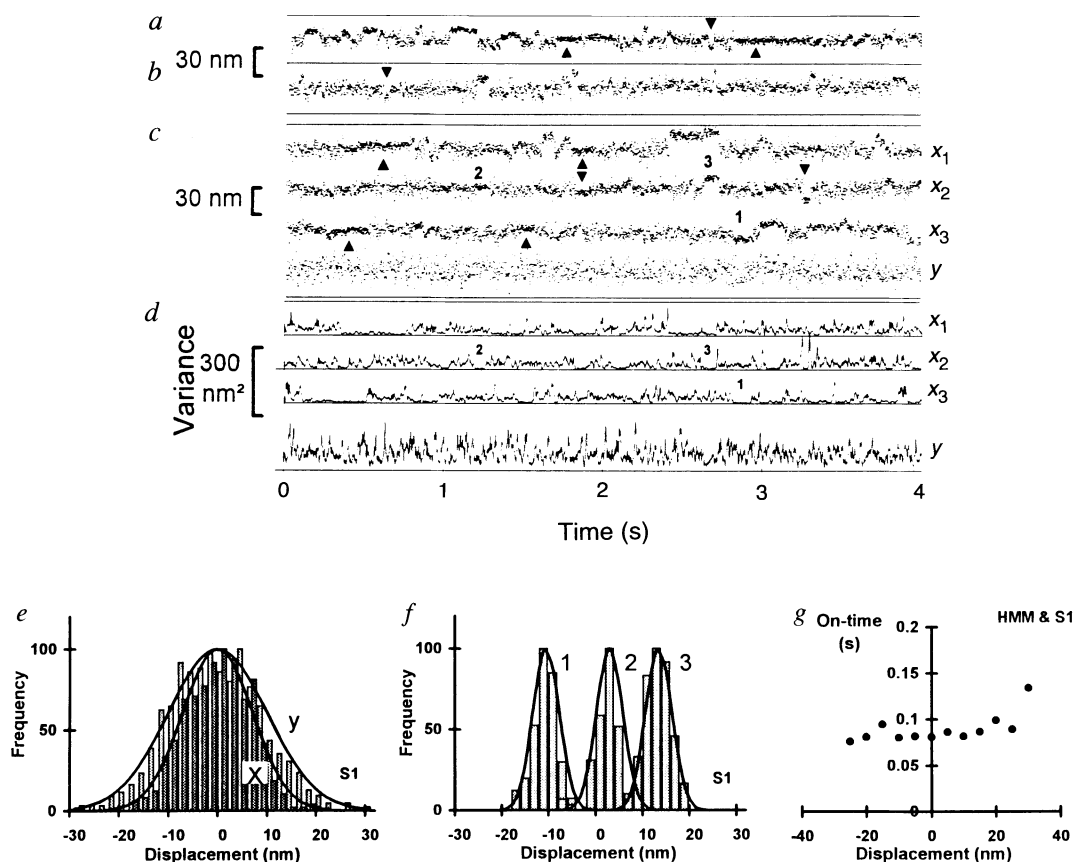 a
30 nm
b
c
x₁
3
2
x₂
30 nm
1
x₃
y
d
x₁
Variance
300
nm²
2
3
x₂
1
x₃
y
0 1 2 3 4
Time (s)
e
Frequency
100
50
0
y
X
S1
-30 -20 -10 0 10 20 30
Displacement (nm)
f
Frequency
100
50
0
1 2 3
S1
-30 -20 -10 0 10 20 30
Displacement (nm)
g
On-time
(s)
HMM & S1
0.2
0.15
0.1
0.05
0
-40 -20 0 20 40
Displacement (nm)